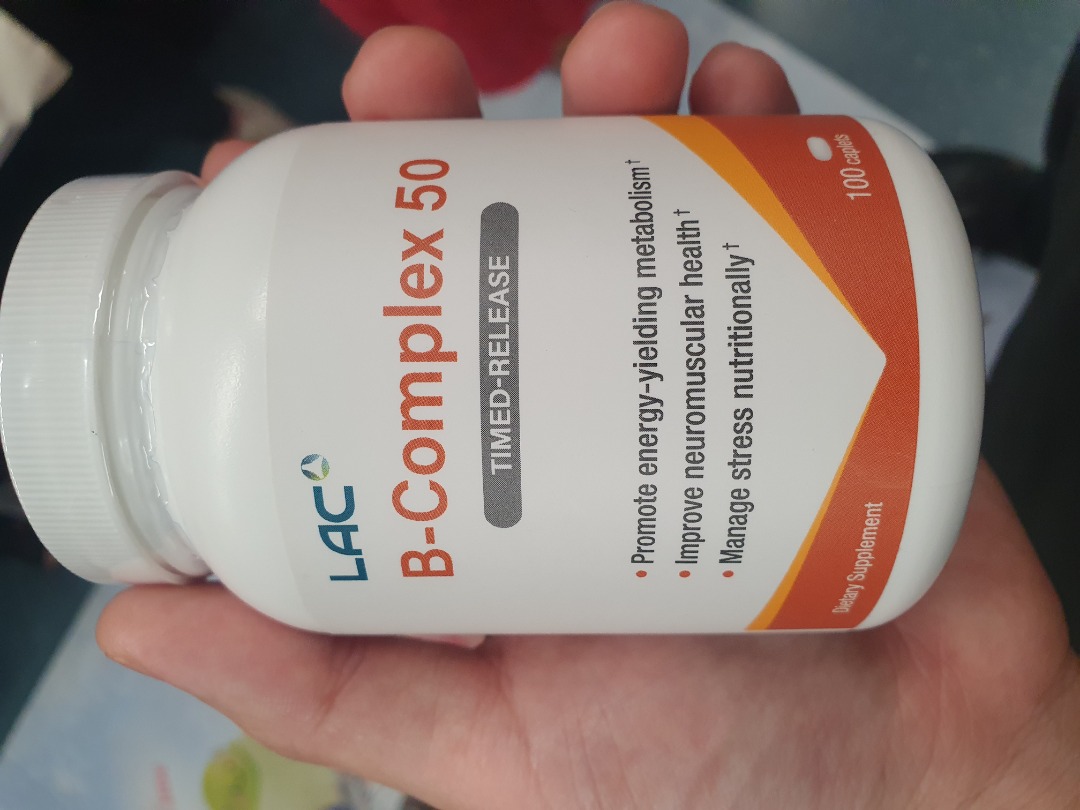 LAC
B-Complex 50
TIMED-RELEASE
• Promote energy-yielding metabolism†
• Improve neuromuscular health†
• Manage stress nutritionally†
Dietary Supplement
100 caplets